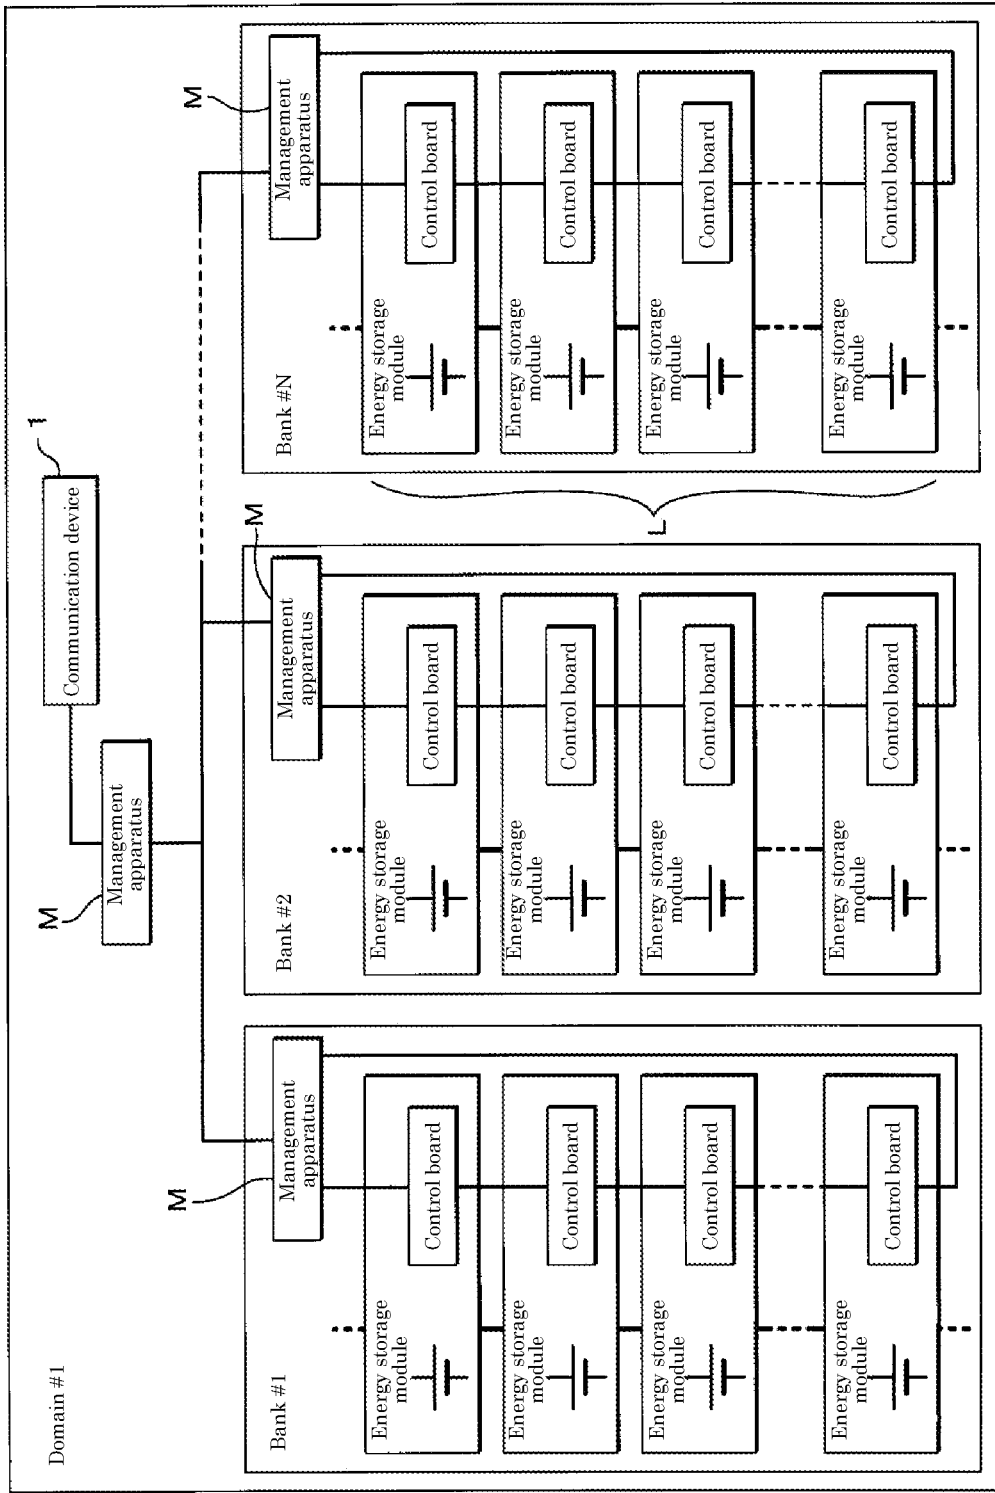 Domain #1
Communication device
1
Management
apparatus
M
Bank #1
Management
apparatus
M
Energy storage
module
Control board
Energy storage
module
Control board
Energy storage
module
Control board
Energy storage
module
Control board
Bank #2
Management
apparatus
M
Energy storage
module
Control board
Energy storage
module
Control board
Energy storage
module
Control board
Energy storage
module
Control board
L
Bank #N
Management
apparatus
M
Energy storage
module
Control board
Energy storage
module
Control board
Energy storage
module
Control board
Energy storage
module
Control board